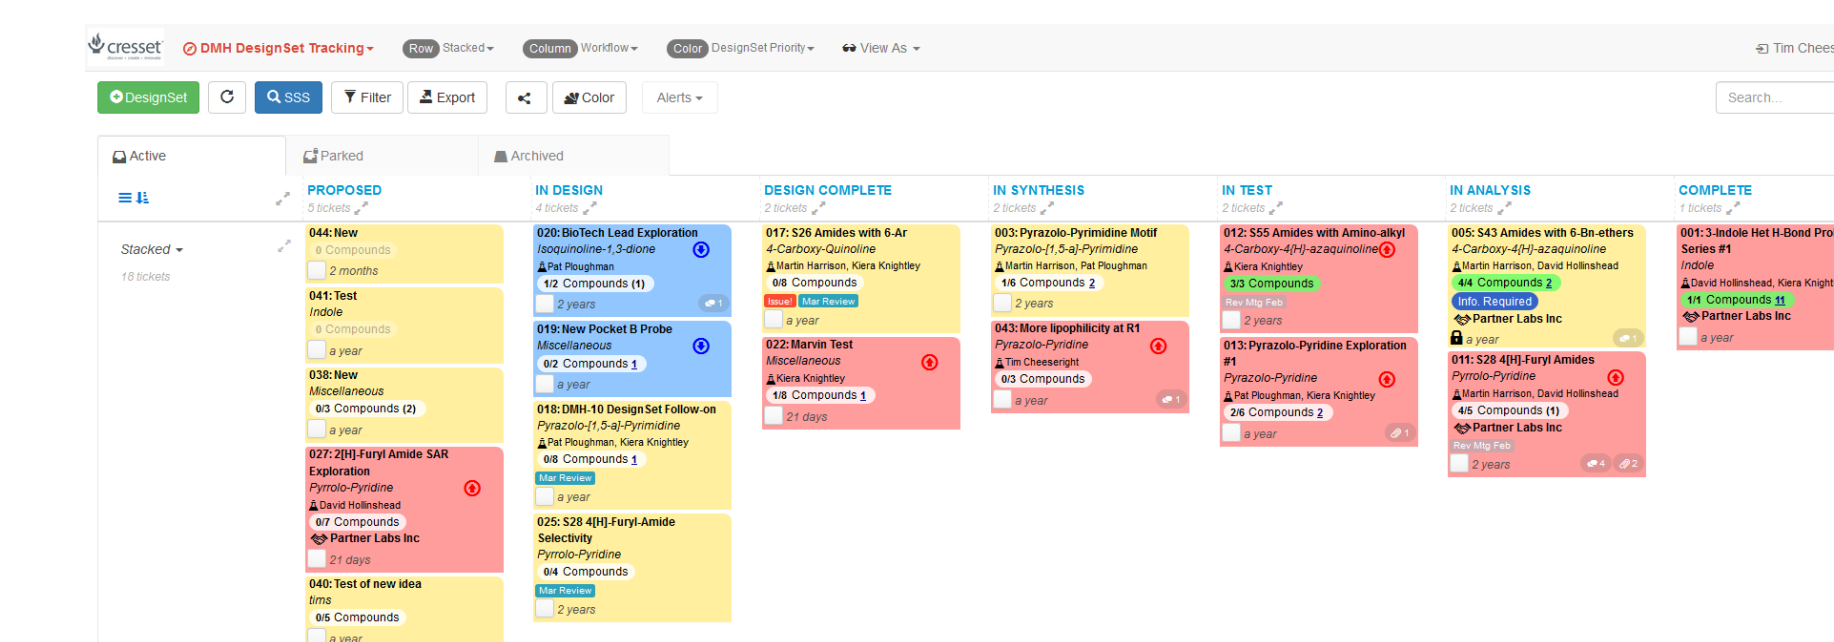 cresset
discover • create • innovate
DMH DesignSet Tracking
Row Stacked
Column Workflow
Color DesignSet Priority
View As
Tim Chees
DesignSet
SSS
Filter
Export
Color
Alerts
Search...
Active
Parked
Archived
PROPOSED
5 tickets
IN DESIGN
4 tickets
DESIGN COMPLETE
2 tickets
IN SYNTHESIS
2 tickets
IN TEST
2 tickets
IN ANALYSIS
2 tickets
COMPLETE
1 tickets
Stacked
18 tickets
044: New
0 Compounds
2 months
041: Test
Indole
0 Compounds
a year
038: New
Miscellaneous
0/3 Compounds (2)
a year
027: 2[H]-Furyl Amide SAR
Exploration
Pyrrolo-Pyridine
David Hollinshead
0/7 Compounds
Partner Labs Inc
21 days
040: Test of new idea
tims
0/5 Compounds
a year
020: BioTech Lead Exploration
Isoquinoline-1,3-dione
Pat Ploughman
1/2 Compounds (1)
2 years
1
019: New Pocket B Probe
Miscellaneous
0/2 Compounds 1
a year
018: DMH-10 DesignSet Follow-on
Pyrazolo-[1,5-a]-Pyrimidine
Pat Ploughman, Kiera Knightley
0/8 Compounds 1
Mar Review
a year
025: S28 4[H]-Furyl-Amide
Selectivity
Pyrrolo-Pyridine
0/4 Compounds
Mar Review
2 years
017: S26 Amides with 6-Ar
4-Carboxy-Quinoline
Martin Harrison, Kiera Knightley
0/8 Compounds
Issue! Mar Review
a year
022: Marvin Test
Miscellaneous
Kiera Knightley
1/8 Compounds 1
21 days
003: Pyrazolo-Pyrimidine Motif
Pyrazolo-[1,5-a]-Pyrimidine
Martin Harrison, Pat Ploughman
1/6 Compounds 2
2 years
043: More lipophilicity at R1
Pyrazolo-Pyridine
Tim Cheeseright
0/3 Compounds
a year
1
012: S55 Amides with Amino-alkyl
4-Carboxy-4[H]-azaquinoline
Kiera Knightley
3/3 Compounds
Rev Mtg Feb
2 years
013: Pyrazolo-Pyridine Exploration
#1
Pyrazolo-Pyridine
Pat Ploughman, Kiera Knightley
2/6 Compounds 2
a year
1
005: S43 Amides with 6-Bn-ethers
4-Carboxy-4[H]-azaquinoline
Martin Harrison, David Hollinshead
4/4 Compounds 2
Info. Required
Partner Labs Inc
a year
1
011: S28 4[H]-Furyl Amides
Pyrrolo-Pyridine
Martin Harrison, David Hollinshead
4/5 Compounds (1)
Partner Labs Inc
Rev Mtg Feb
2 years
4 2
001: 3-Indole Het H-Bond Pro
Series #1
Indole
David Hollinshead, Kiera Knight
1/1 Compounds 11
Partner Labs Inc
a year